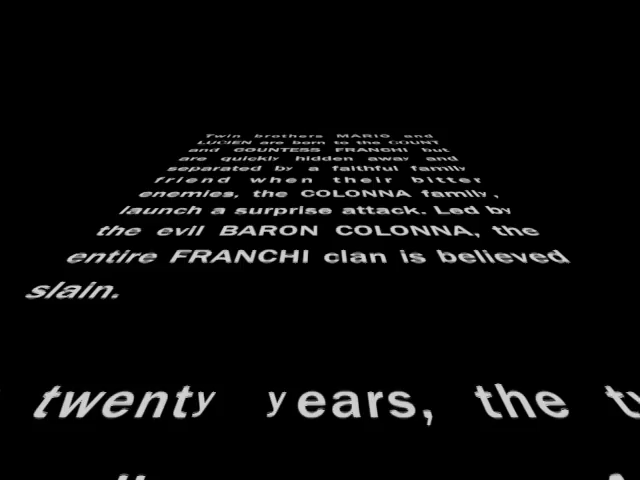 Twin brothers MARIO and
LUCIEN are born to the COUNT
and COUNTESS FRANCHI but
are quickly hidden away and
separated by a faithful family
friend when their bitter
enemies, the COLONNA family,
launch a surprise attack. Led by
the evil BARON COLONNA, the
entire FRANCHI clan is believed
slain.
twenty years, the